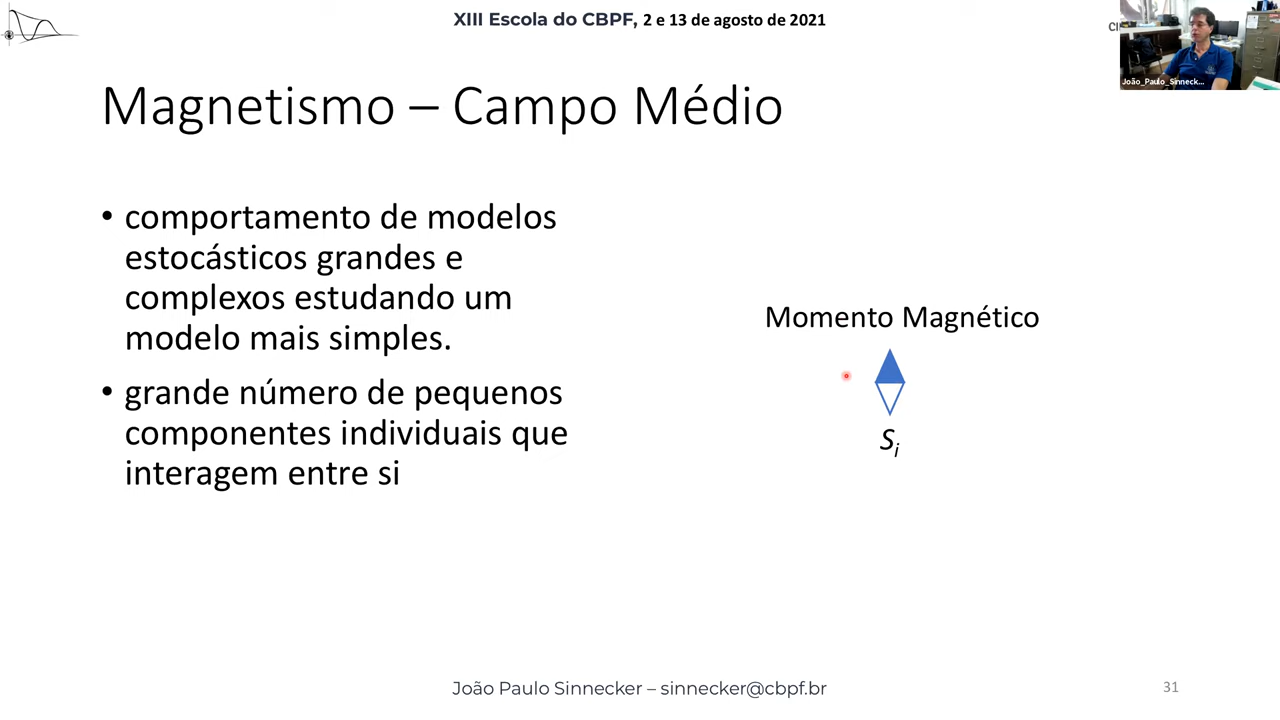 XIII Escola do CBPF, 2 e 13 de agosto de 2021
João_Paulo_Sinneck...
Magnetismo – Campo Médio
• comportamento de modelos
estocásticos grandes e
complexos estudando um
modelo mais simples.
• grande número de pequenos
componentes individuais que
interagem entre si
Momento Magnético
Si
João Paulo Sinnecker – sinnecker@cbpf.br
31